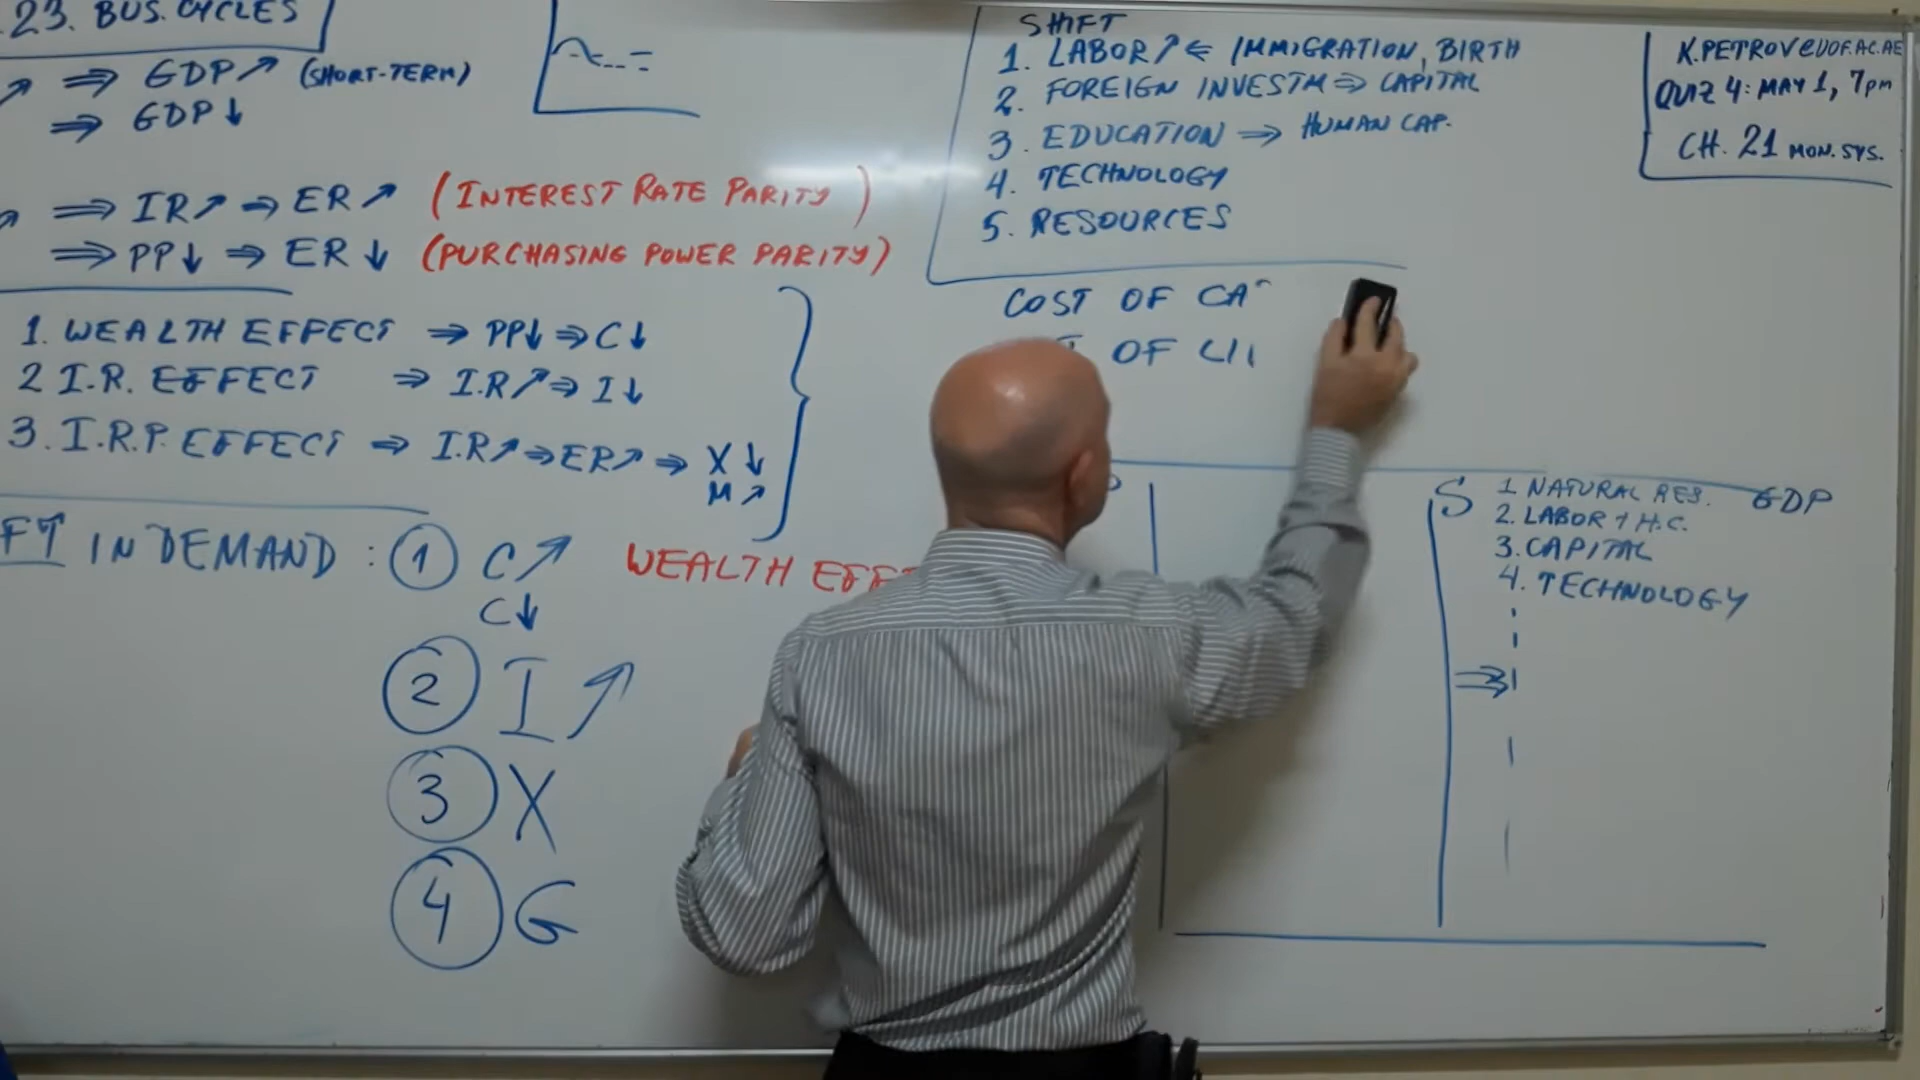 23. BUS. CYCLES
↗ ⇒ GDP ↗ (SHORT-TERM)
⇒ GDP ↓
⇒ IR ↗ ⇒ ER ↗ (INTEREST RATE PARITY)
⇒ PP ↓ ⇒ ER ↓ (PURCHASING POWER PARITY)
1. WEALTH EFFECT ⇒ PP↓ ⇒ C↓
2 I.R. EFFECT ⇒ I.R ↗ ⇒ I ↓
3. I.R.P. EFFECT ⇒ I.R ↗ ⇒ ER ↗ ⇒ X ↓
M ↗
FT IN DEMAND : 1 C ↗ WEALTH EFF
C ↓
2 I ↗
3 X
4 G
SHIFT
1. LABOR ↗ ⇐ IMMIGRATION, BIRTH
2. FOREIGN INVESTM ⇒ CAPITAL
3. EDUCATION ⇒ HUMAN CAP.
4. TECHNOLOGY
5. RESOURCES
COST OF CA
OF LI
K.PETROV@UOF.AC.AE
QUIZ 4: MAY 1, 7pm
CH. 21 MON. SYS.
S
1 NATURAL RES. GDP
2. LABOR + H.C.
3. CAPITAL
4. TECHNOLOGY